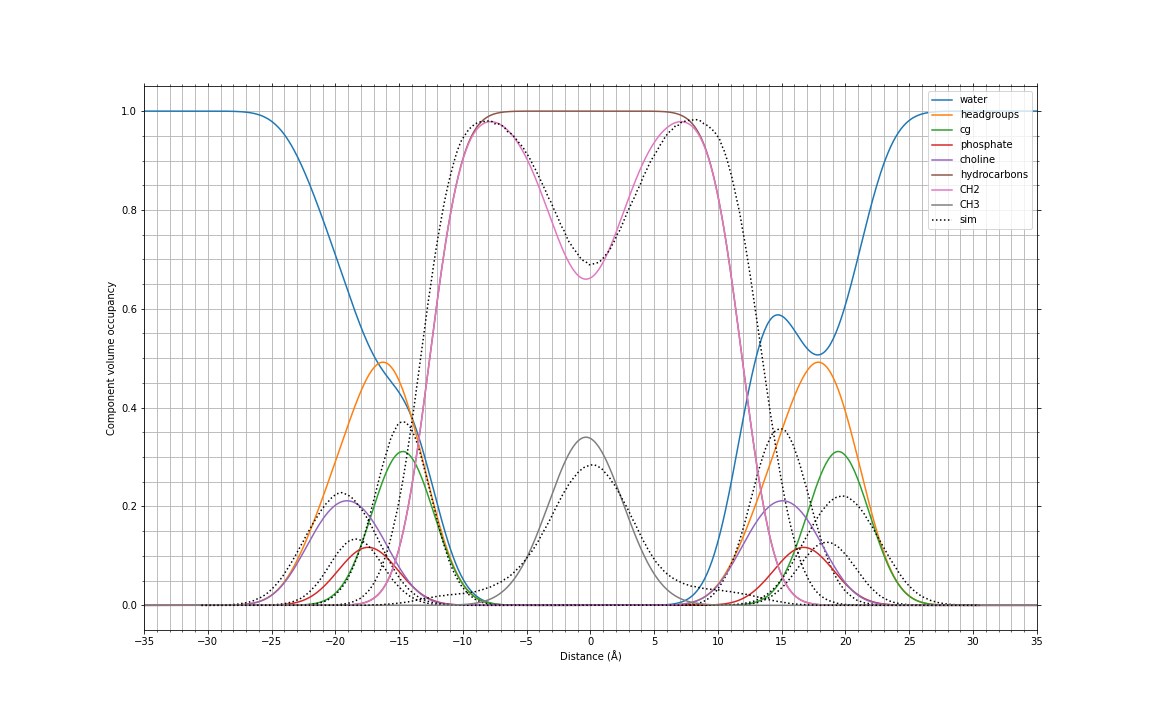 water
headgroups
cg
phosphate
choline
hydrocarbons
CH2
CH3
sim
1.0
0.8
0.6
0.4
0.2
0.0
Component volume occupancy
−35 −30 −25 −20 −15 −10 −5 0 5 10 15 20 25 30 35
Distance (Å)